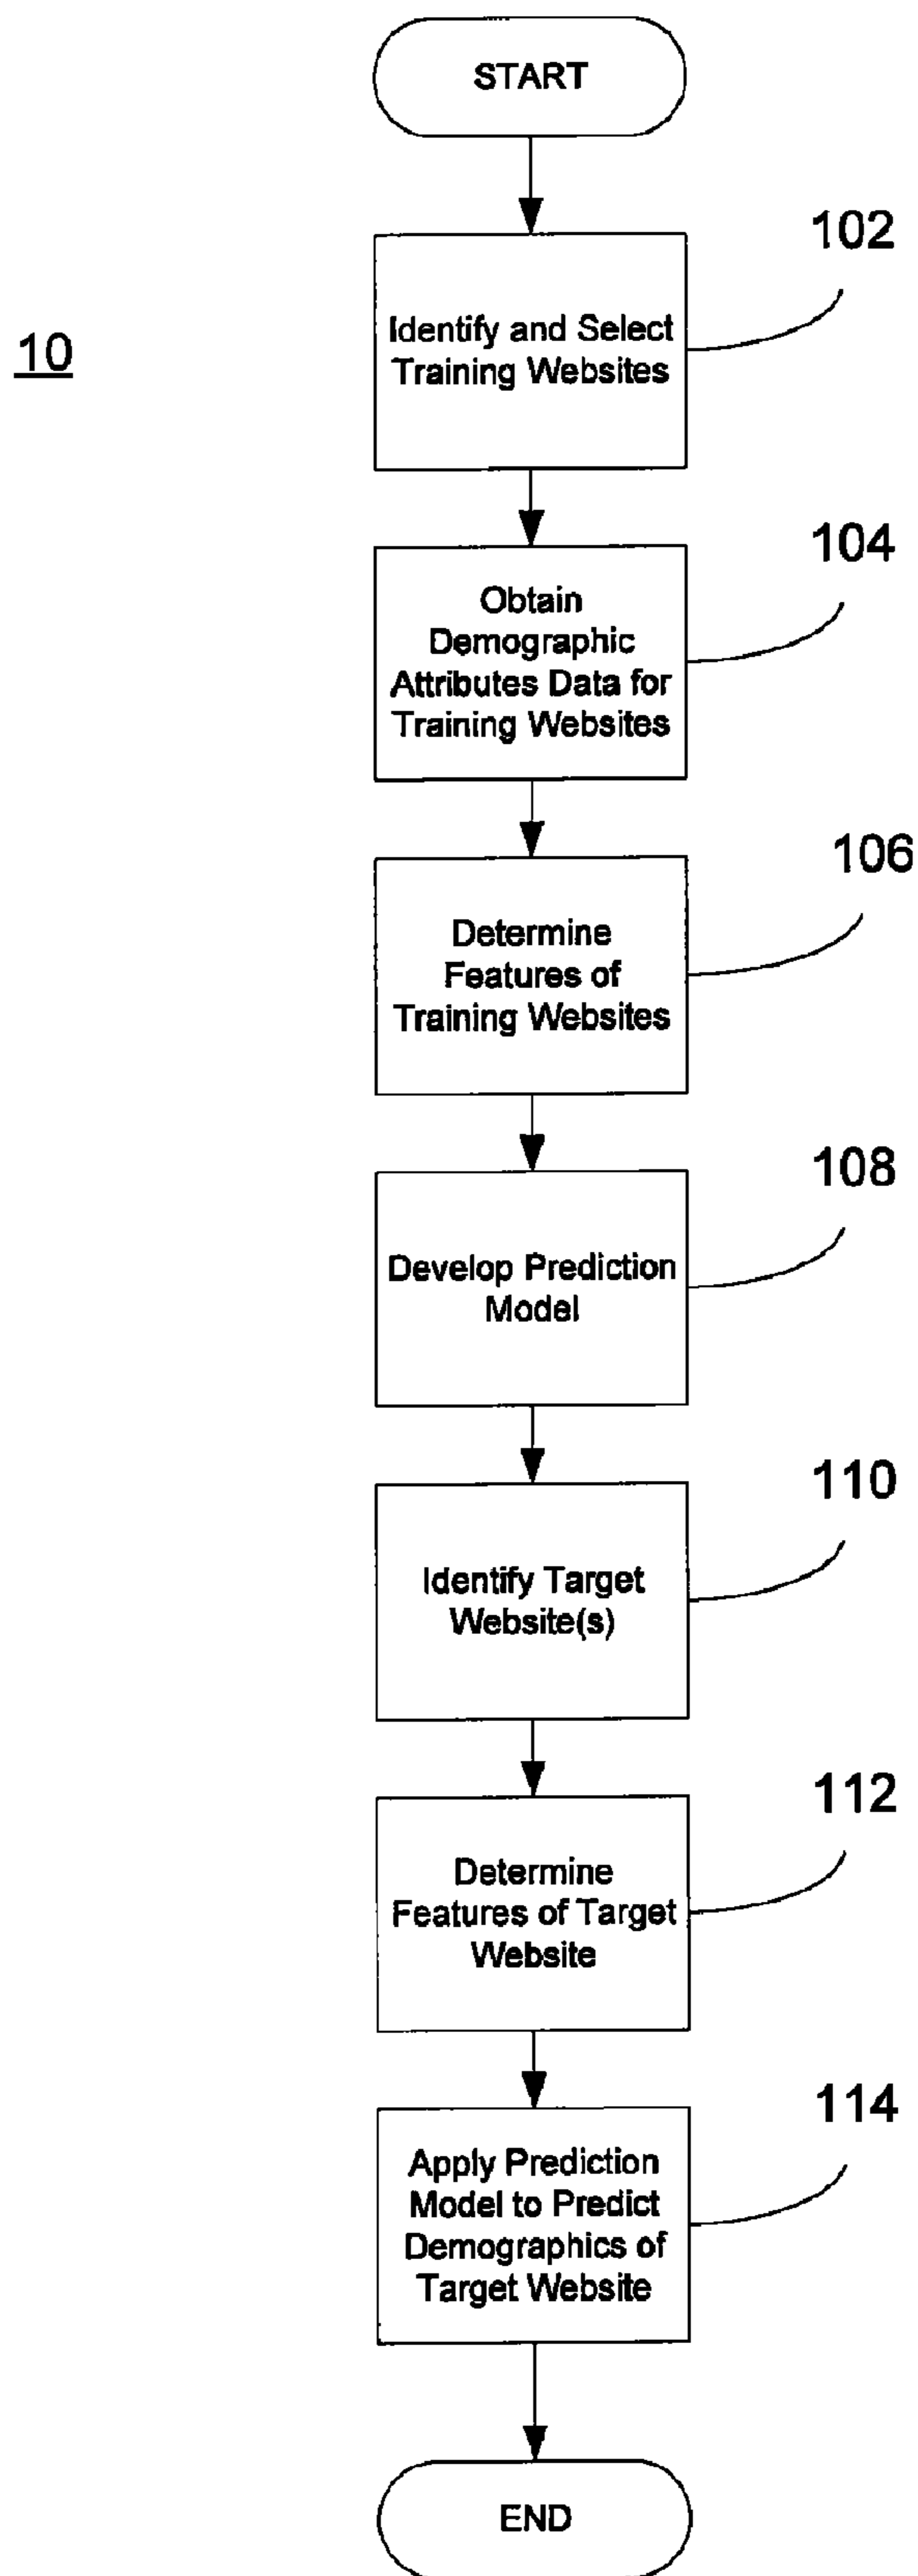 START
102
Identify and Select
Training Websites
10
104
Obtain
Demographic
Attributes Data for
Training Websites
106
Determine
Features of
Training Websites
108
Develop Prediction
Model
110
Identify Target
Website(s)
112
Determine
Features of Target
Website
114
Apply Prediction
Model to Predict
Demographics of
Target Website
END